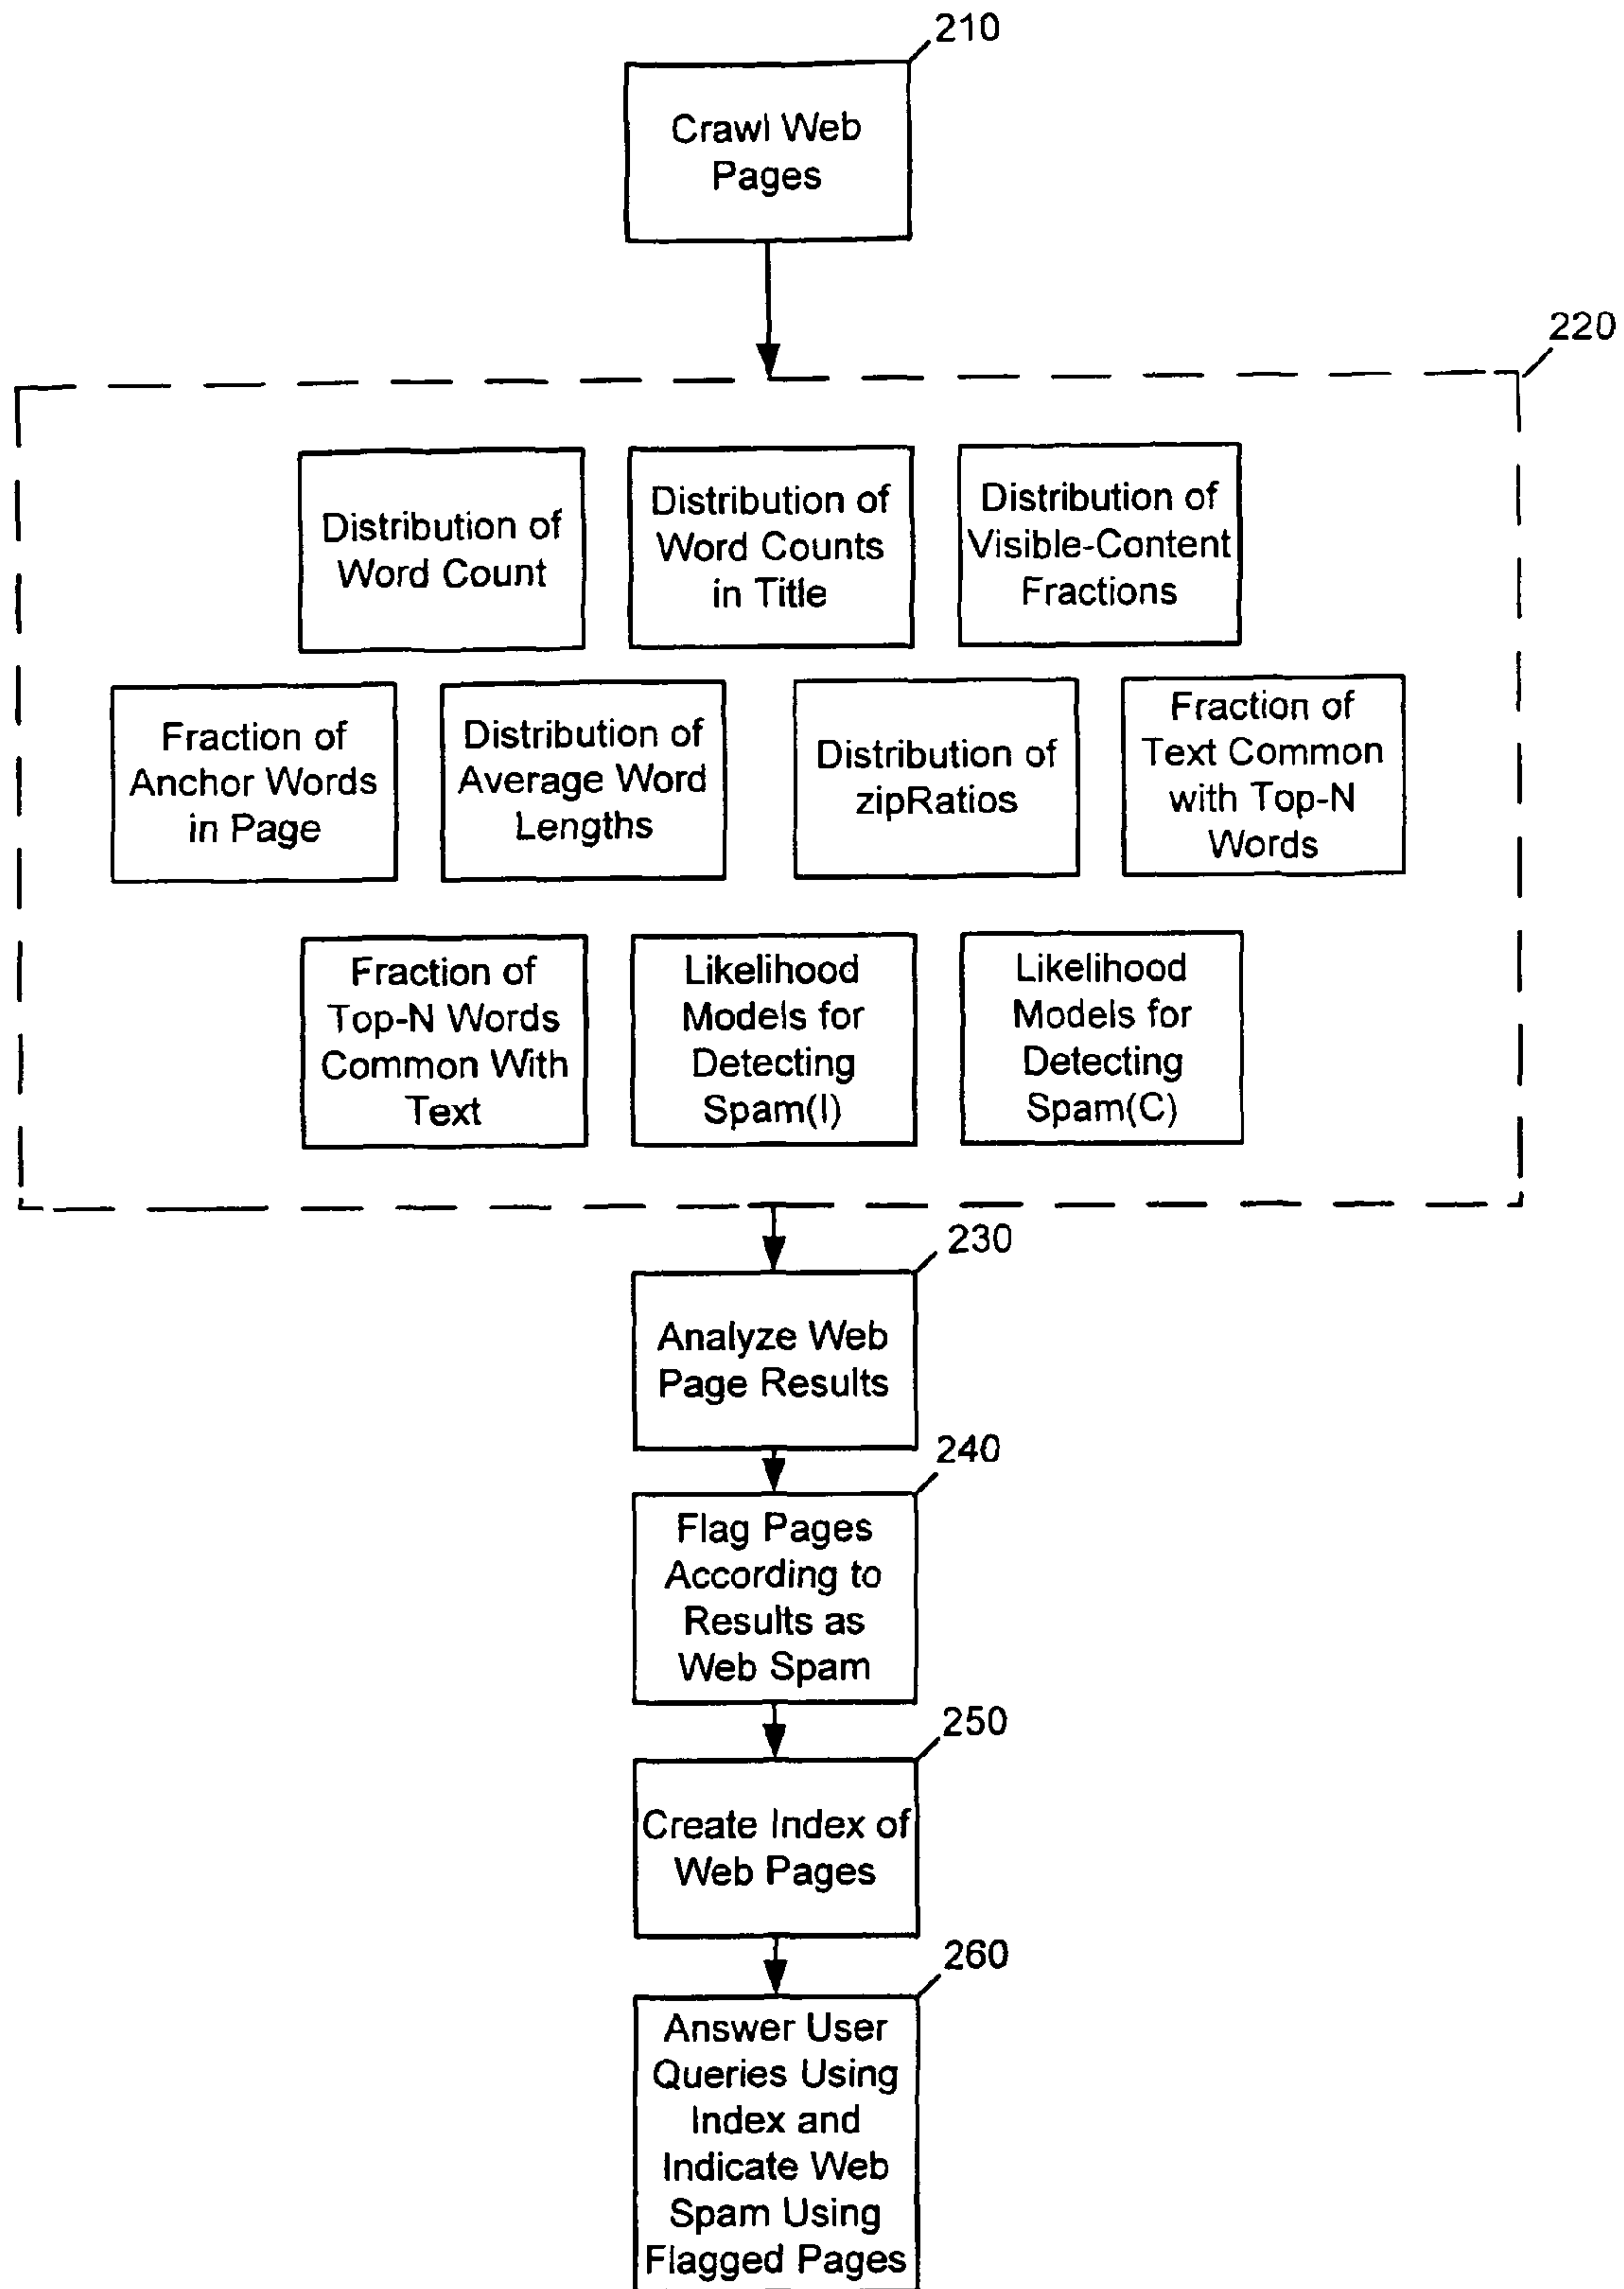 210
Crawl Web
Pages
220
Distribution of
Word Count
Distribution of
Word Counts
in Title
Distribution of
Visible-Content
Fractions
Fraction of
Anchor Words
in Page
Distribution of
Average Word
Lengths
Distribution of
zipRatios
Fraction of
Text Common
with Top-N
Words
Fraction of
Top-N Words
Common With
Text
Likelihood
Models for
Detecting
Spam(I)
Likelihood
Models for
Detecting
Spam(C)
230
Analyze Web
Page Results
240
Flag Pages
According to
Results as
Web Spam
250
Create Index of
Web Pages
260
Answer User
Queries Using
Index and
Indicate Web
Spam Using
Flagged Pages